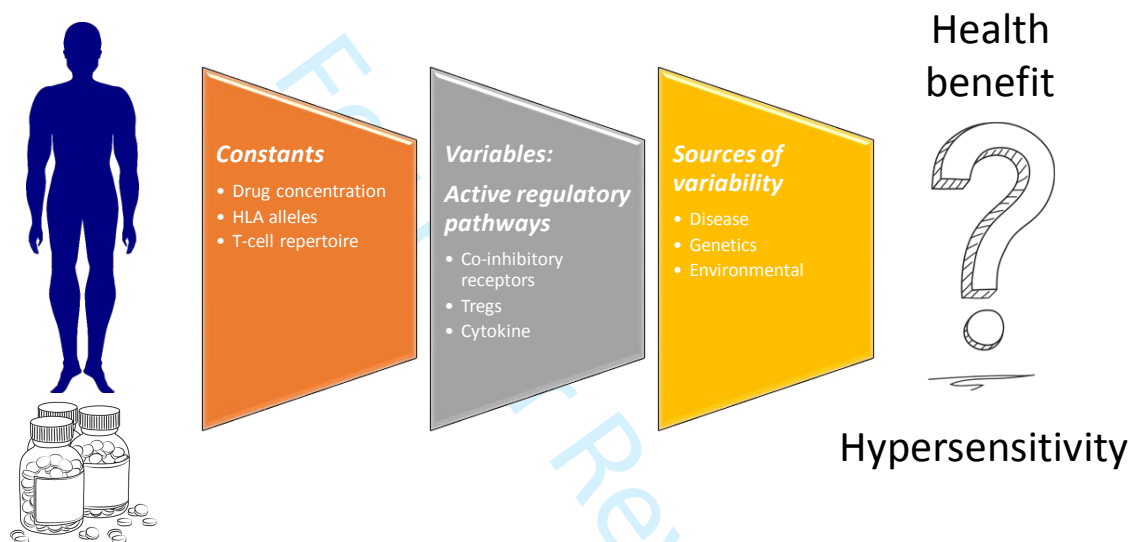 Constants
• Drug concentration
• HLA alleles
• T-cell repertoire
Variables:
Active regulatory
pathways
• Co-inhibitory
receptors
• Tregs
• Cytokine
Sources of
variability
• Disease
• Genetics
• Environmental
Health
benefit
Hypersensitivity